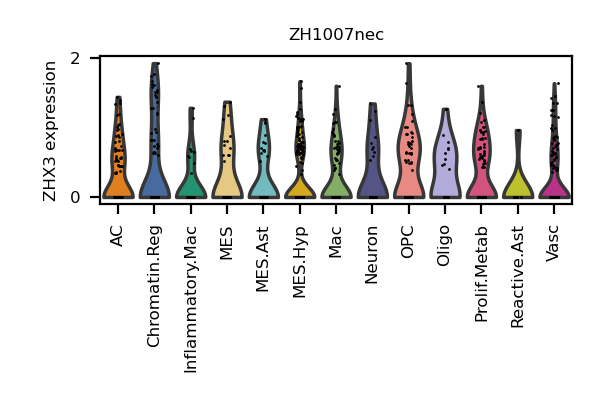 ZH1007nec
ZHX3 expression
2
0
AC
Chromatin.Reg
Inflammatory.Mac
MES
MES.Ast
MES.Hyp
Mac
Neuron
OPC
Oligo
Prolif.Metab
Reactive.Ast
Vasc